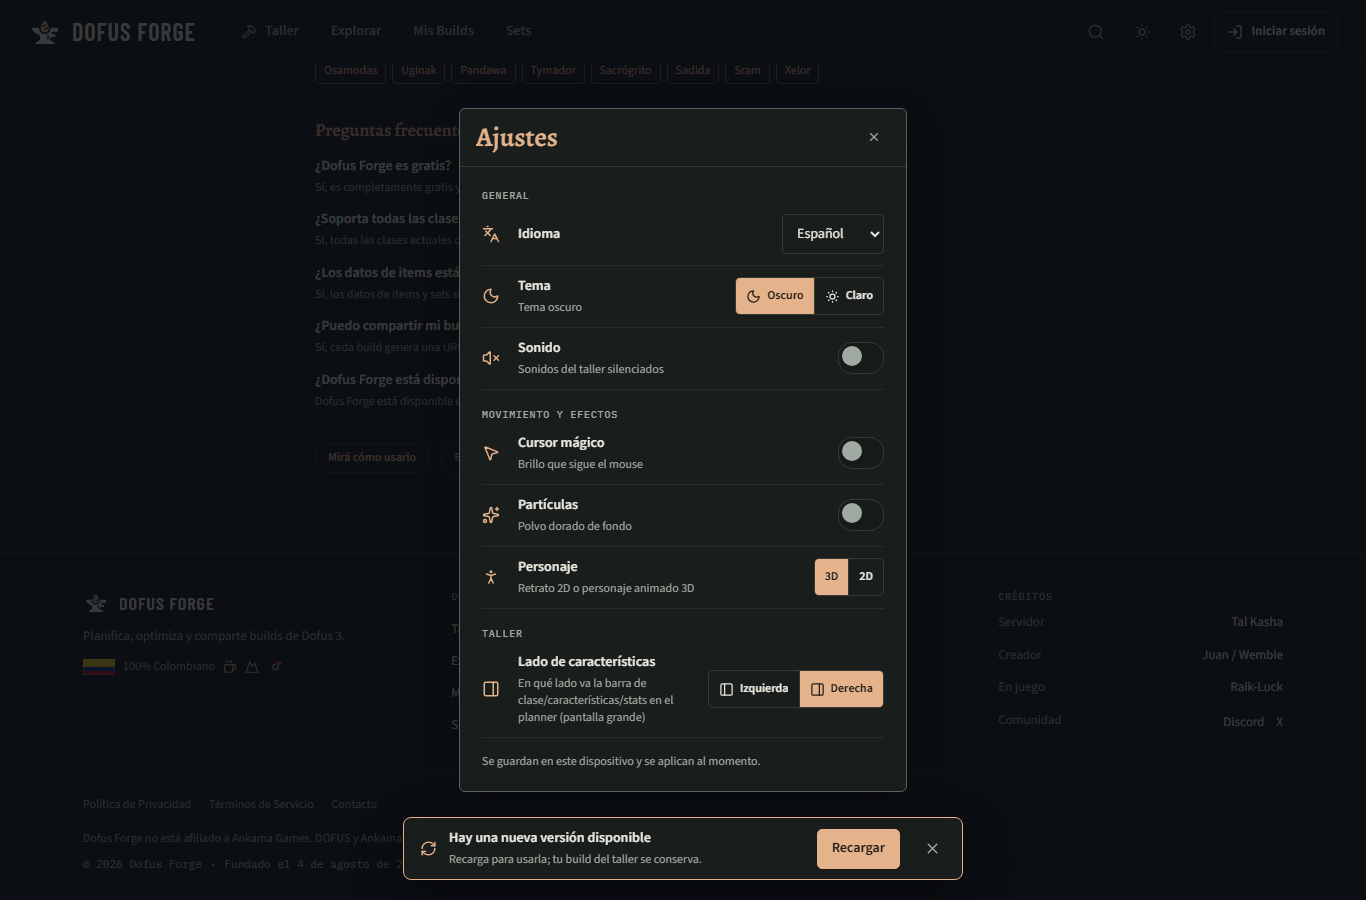 DOFUS FORGE
Taller
Explorar
Mis Builds
Sets
Iniciar sesión
Osamodas
Uginak
Pandawa
Tymador
Sacrógrito
Sadida
Sram
Xelor
Preguntas frecuent
¿Dofus Forge es gratis?
Sí, es completamente gratis y
¿Soporta todas las clase
Sí, todas las clases actuales
¿Los datos de items está
Sí, los datos de items y sets s
¿Puedo compartir mi bu
Sí, cada build genera una UR
¿Dofus Forge está dispor
Dofus Forge está disponible e
Mirá cómo usarlo
Ajustes
GENERAL
Idioma
Español
Tema
Tema oscuro
Oscuro
Claro
Sonido
Sonidos del taller silenciados
MOVIMIENTO Y EFECTOS
Cursor mágico
Brillo que sigue el mouse
Partículas
Polvo dorado de fondo
Personaje
Retrato 2D o personaje animado 3D
3D
2D
TALLER
Lado de características
En qué lado va la barra de
clase/características/stats en el
planner (pantalla grande)
Izquierda
Derecha
Se guardan en este dispositivo y se aplican al momento.
DOFUS FORGE
Planifica, optimiza y comparte builds de Dofus 3.
100% Colombiano
CRÉDITOS
Servidor
Tal Kasha
Creador
Juan / Wembie
En juego
Raik-Luck
Comunidad
Discord
X
Política de Privacidad
Términos de Servicio
Contacto
Dofus Forge no está afiliado a Ankama Games. DOFUS y Ankama
© 2026 Dofus Forge · Fundado el 4 de agosto de 2
Hay una nueva versión disponible
Recarga para usarla; tu build del taller se conserva.
Recargar